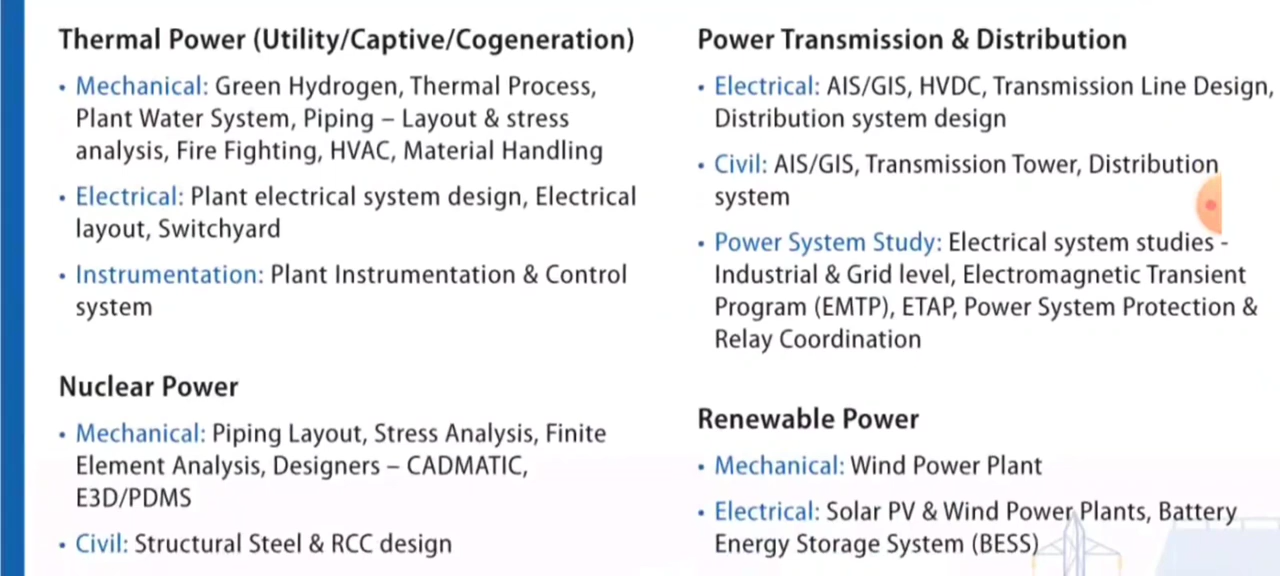 Thermal Power (Utility/Captive/Cogeneration)
• Mechanical: Green Hydrogen, Thermal Process,
Plant Water System, Piping – Layout & stress
analysis, Fire Fighting, HVAC, Material Handling
• Electrical: Plant electrical system design, Electrical
layout, Switchyard
• Instrumentation: Plant Instrumentation & Control
system
Nuclear Power
• Mechanical: Piping Layout, Stress Analysis, Finite
Element Analysis, Designers – CADMATIC,
E3D/PDMS
• Civil: Structural Steel & RCC design
Power Transmission & Distribution
• Electrical: AIS/GIS, HVDC, Transmission Line Design,
Distribution system design
• Civil: AIS/GIS, Transmission Tower, Distribution
system
• Power System Study: Electrical system studies -
Industrial & Grid level, Electromagnetic Transient
Program (EMTP), ETAP, Power System Protection &
Relay Coordination
Renewable Power
• Mechanical: Wind Power Plant
• Electrical: Solar PV & Wind Power Plants, Battery
Energy Storage System (BESS)